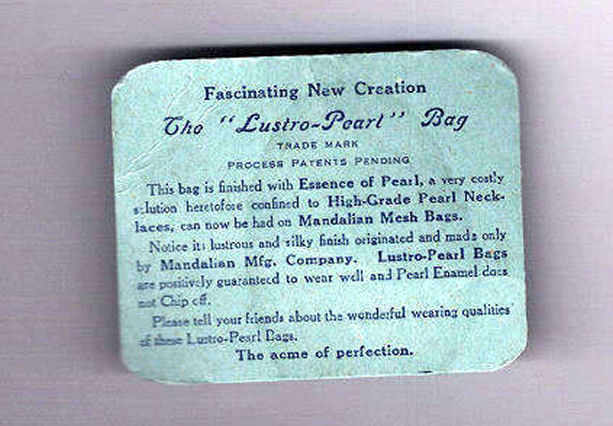 Fascinating New Creation
The "Lustro-Pearl" Bag
TRADE MARK
PROCESS PATENTS PENDING
This bag is finished with Essence of Pearl, a very costly
solution heretofore confined to High-Grade Pearl Neck-
laces, can now be had on Mandalian Mesh Bags.
Notice its lustrous and silky finish originated and made only
by Mandalian Mfg. Company. Lustro-Pearl Bags
are positively guaranteed to wear well and Pearl Enamel does
not Chip off.
Please tell your friends about the wonderful wearing qualities
of these Lustro-Pearl Bags.
The acme of perfection.